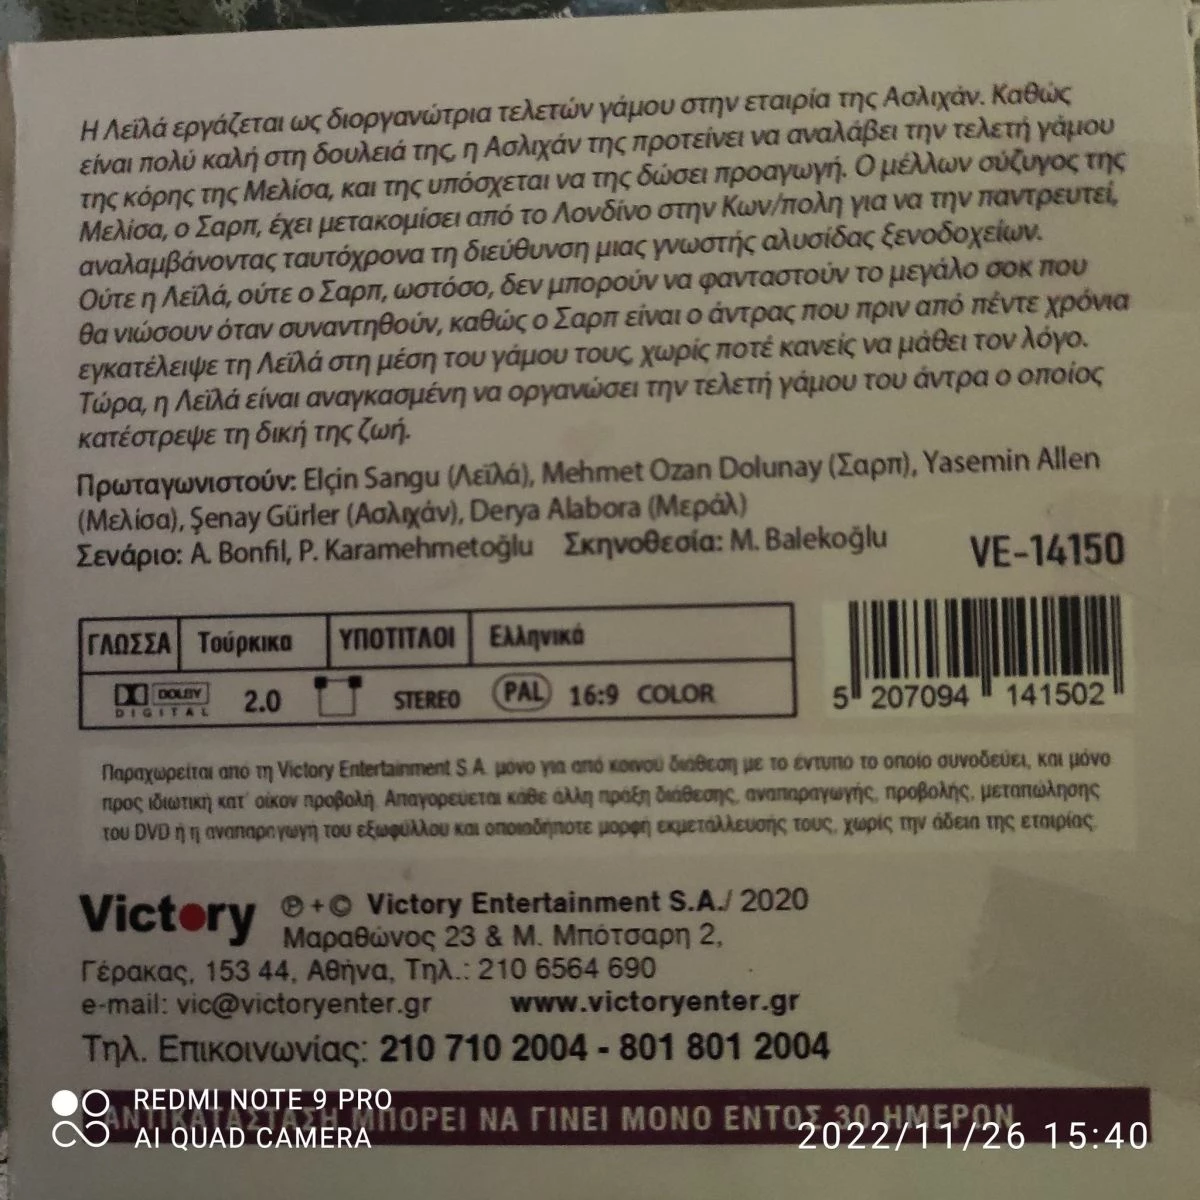 Η Λεϊλά εργάζεται ως διοργανώτρια τελετών γάμου στην εταιρία της Ασλιχάν. Καθώς
είναι πολύ καλή στη δουλειά της, η Ασλιχάν της προτείνει να αναλάβει την τελετή γάμου
της κόρης της Μελίσα, και της υπόσχεται να της δώσει προαγωγή. Ο μέλλων σύζυγος της
Μελίσα, ο Σαρπ, έχει μετακομίσει από το Λονδίνο στην Κων/πολη για να την παντρευτεί,
αναλαμβάνοντας ταυτόχρονα τη διεύθυνση μιας γνωστής αλυσίδας ξενοδοχείων.
Ούτε η Λεϊλά, ούτε ο Σαρπ, ωστόσο, δεν μπορούν να φανταστούν το μεγάλο σοκ που
θα νιώσουν όταν συναντηθούν, καθώς ο Σαρπ είναι ο άντρας που πριν από πέντε χρόνια
εγκατέλειψε τη Λεϊλά στη μέση του γάμου τους, χωρίς ποτέ κανείς να μάθει τον λόγο.
Τώρα, η Λεϊλά είναι αναγκασμένη να οργανώσει την τελετή γάμου του άντρα ο οποίος
κατέστρεψε τη δική της ζωή.
Πρωταγωνιστούν: Elçin Sangu (Λεϊλά), Mehmet Ozan Dolunay (Σαρπ), Yasemin Allen
(Μελίσα), Şenay Gürler (Ασλιχάν), Derya Alabora (Μεράλ)
Σενάριο: A. Bonfil, P. Karamehmetoğlu Σκηνοθεσία: M. Balekoğlu VE-14150
ΓΛΩΣΣΑ Τούρκικα ΥΠΟΤΙΤΛΟΙ Ελληνικά
DOLBY DIGITAL 2.0 STEREO PAL 16:9 COLOR
5 207094 141502
Παραχωρείται από τη Victory Entertainment S.A. μόνο για από κοινού διάθεση με το έντυπο το οποίο συνοδεύει, και μόνο
προς ιδιωτική κατ' οίκον προβολή. Απαγορεύεται κάθε άλλη πράξη διάθεσης, αναπαραγωγής, προβολής, μεταπώλησης
του DVD ή η αναπαραγωγή του εξωφύλλου και οποιαδήποτε μορφή εκμετάλλευσής τους, χωρίς την άδεια της εταιρίας.
Victory ℗+© Victory Entertainment S.A./ 2020
Μαραθώνος 23 & Μ. Μπότσαρη 2,
Γέρακας, 153 44, Αθήνα, Τηλ.: 210 6564 690
e-mail: vic@victoryenter.gr www.victoryenter.gr
Τηλ. Επικοινωνίας: 210 710 2004 - 801 801 2004
ΑΝΤΙΚΑΤΑΣΤΑΣΗ ΜΠΟΡΕΙ ΝΑ ΓΙΝΕΙ ΜΟΝΟ ΕΝΤΟΣ 30 ΗΜΕΡΩΝ
REDMI NOTE 9 PRO
AI QUAD CAMERA
2022/11/26 15:40